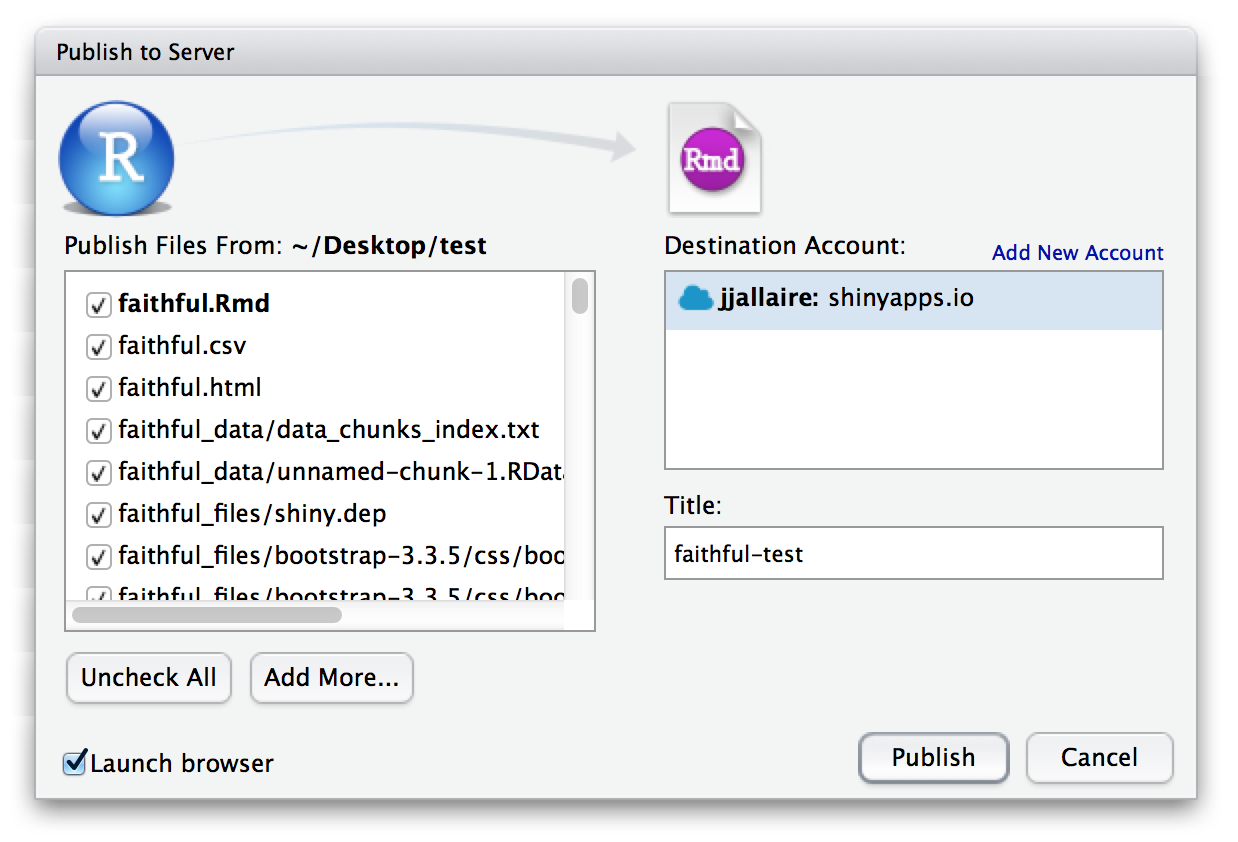 Publish to Server
R
Rmd
Publish Files From: ~/Desktop/test
faithful.Rmd
faithful.csv
faithful.html
faithful_data/data_chunks_index.txt
faithful_data/unnamed-chunk-1.RData
faithful_files/shiny.dep
faithful_files/bootstrap-3.3.5/css/boo
faithful_files/bootstrap-3.3.5/css/boo
Uncheck All
Add More...
Launch browser
Destination Account:
Add New Account
jjallaire: shinyapps.io
Title:
faithful-test
Publish
Cancel